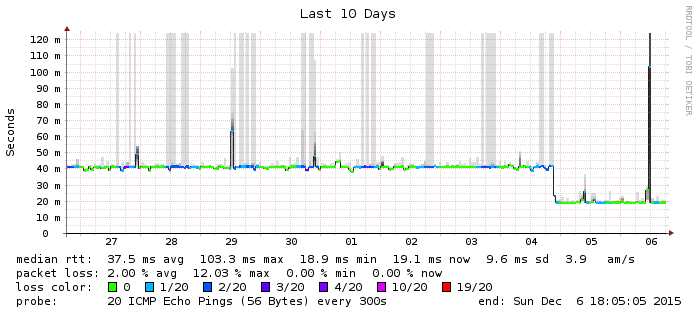 Last 10 Days
RRDTOOL / TOBI OETIKER
Seconds
120 m
110 m
100 m
90 m
80 m
70 m
60 m
50 m
40 m
30 m
20 m
10 m
0
27 28 29 30 01 02 03 04 05 06
median rtt: 37.5 ms avg 103.3 ms max 18.9 ms min 19.1 ms now 9.6 ms sd 3.9 am/s
packet loss: 2.00 % avg 12.03 % max 0.00 % min 0.00 % now
loss color: 0 1/20 2/20 3/20 4/20 10/20 19/20
probe: 20 ICMP Echo Pings (56 Bytes) every 300s end: Sun Dec 6 18:05:05 2015